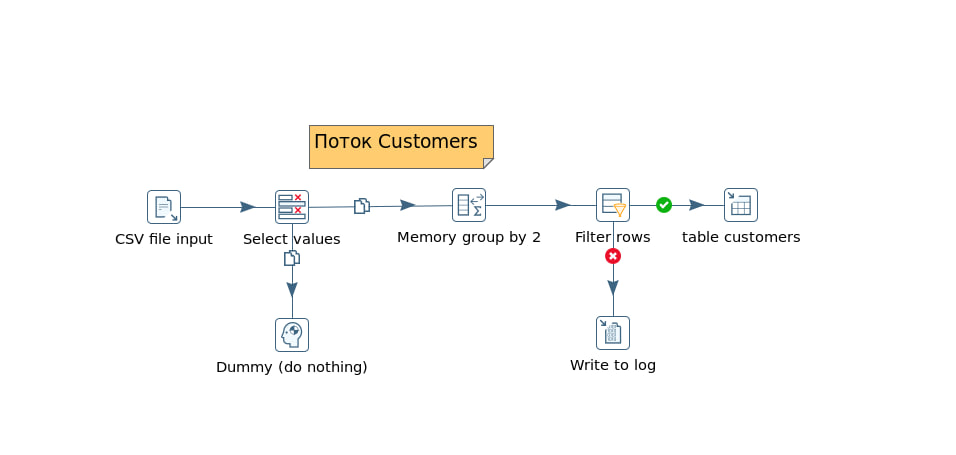 Поток Customers
CSV file input
Select values
Memory group by 2
Filter rows
table customers
Dummy (do nothing)
Write to log